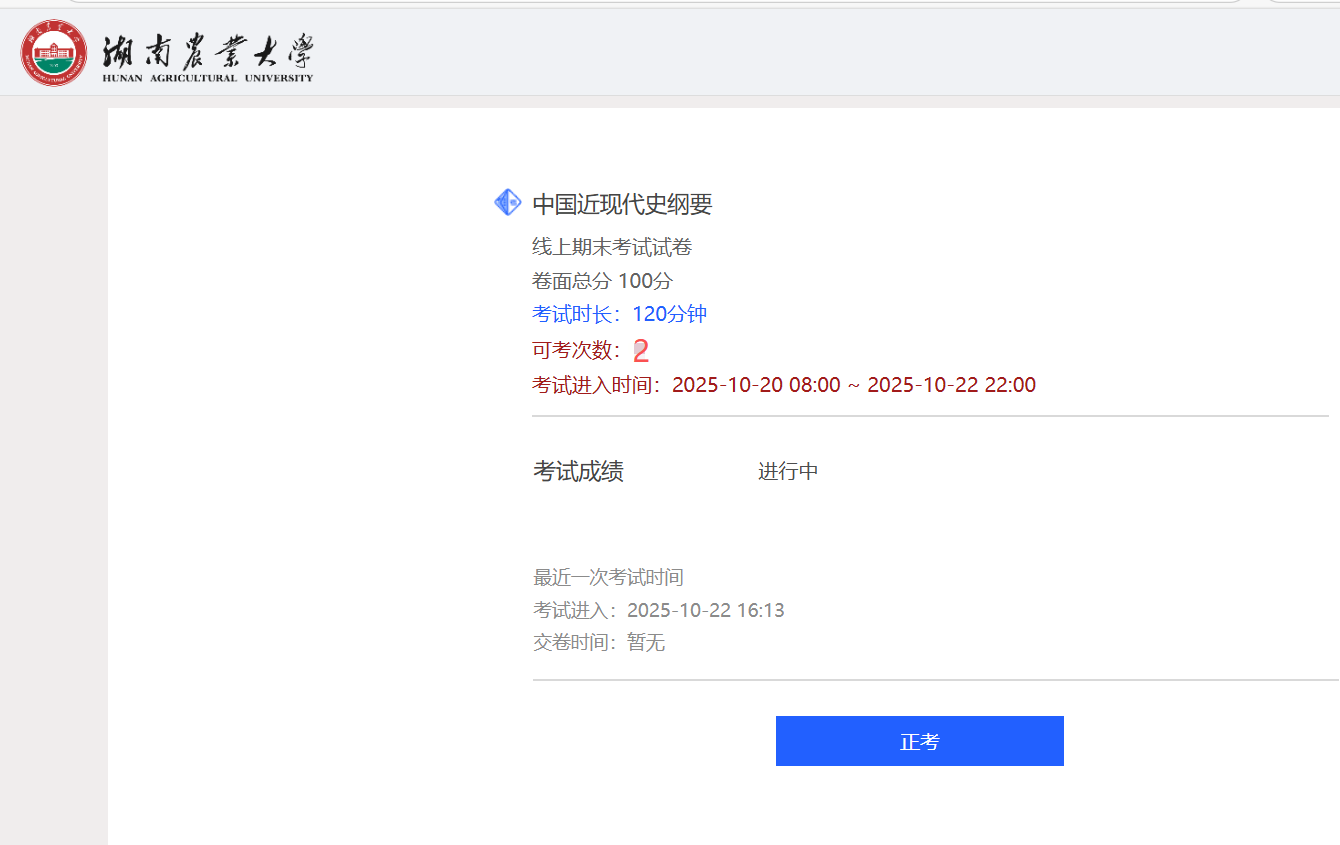 湖南农業大學
HUNAN AGRICULTURAL UNIVERSITY
中国近现代史纲要
线上期末考试试卷
卷面总分 100分
考试时长：120分钟
可考次数：2
考试进入时间：2025-10-20 08:00 ~ 2025-10-22 22:00
考试成绩 进行中
最近一次考试时间
考试进入：2025-10-22 16:13
交卷时间：暂无
正考